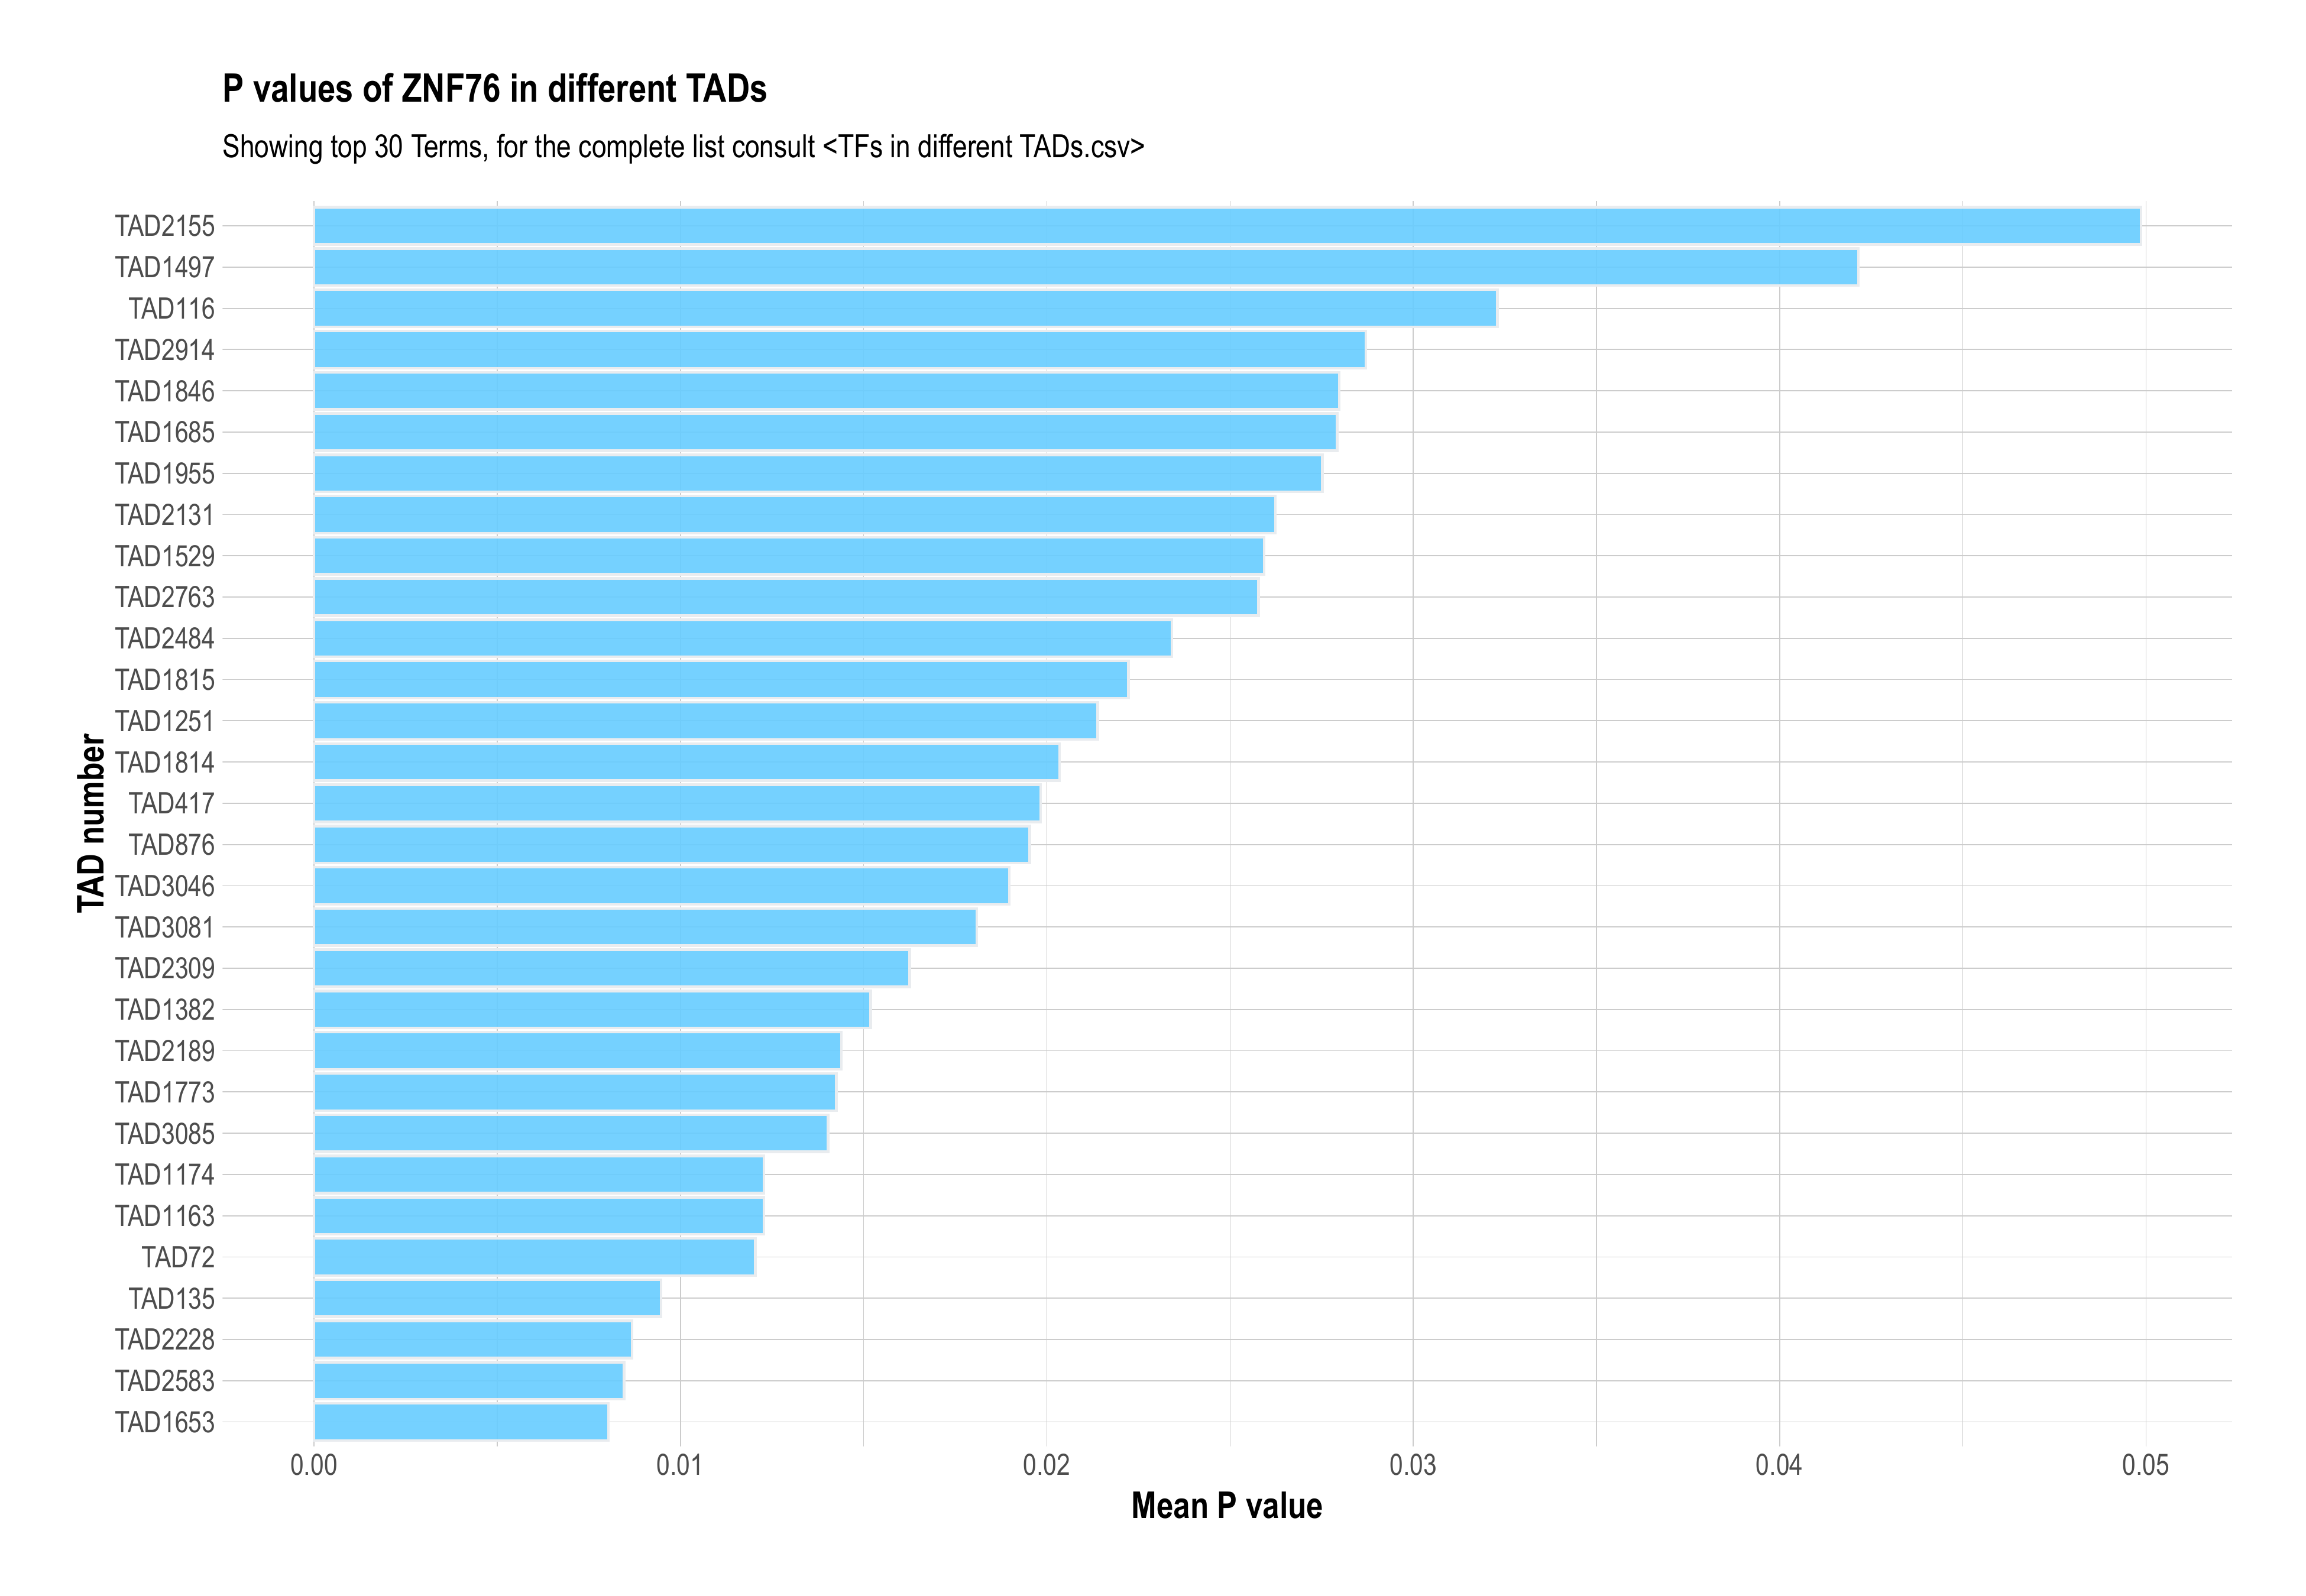 P values of ZNF76 in different TADs
Showing top 30 Terms, for the complete list consult <TFs in different TADs.csv>
TAD number
TAD2155
TAD1497
TAD116
TAD2914
TAD1846
TAD1685
TAD1955
TAD2131
TAD1529
TAD2763
TAD2484
TAD1815
TAD1251
TAD1814
TAD417
TAD876
TAD3046
TAD3081
TAD2309
TAD1382
TAD2189
TAD1773
TAD3085
TAD1174
TAD1163
TAD72
TAD135
TAD2228
TAD2583
TAD1653
0.00 0.01 0.02 0.03 0.04 0.05
Mean P value